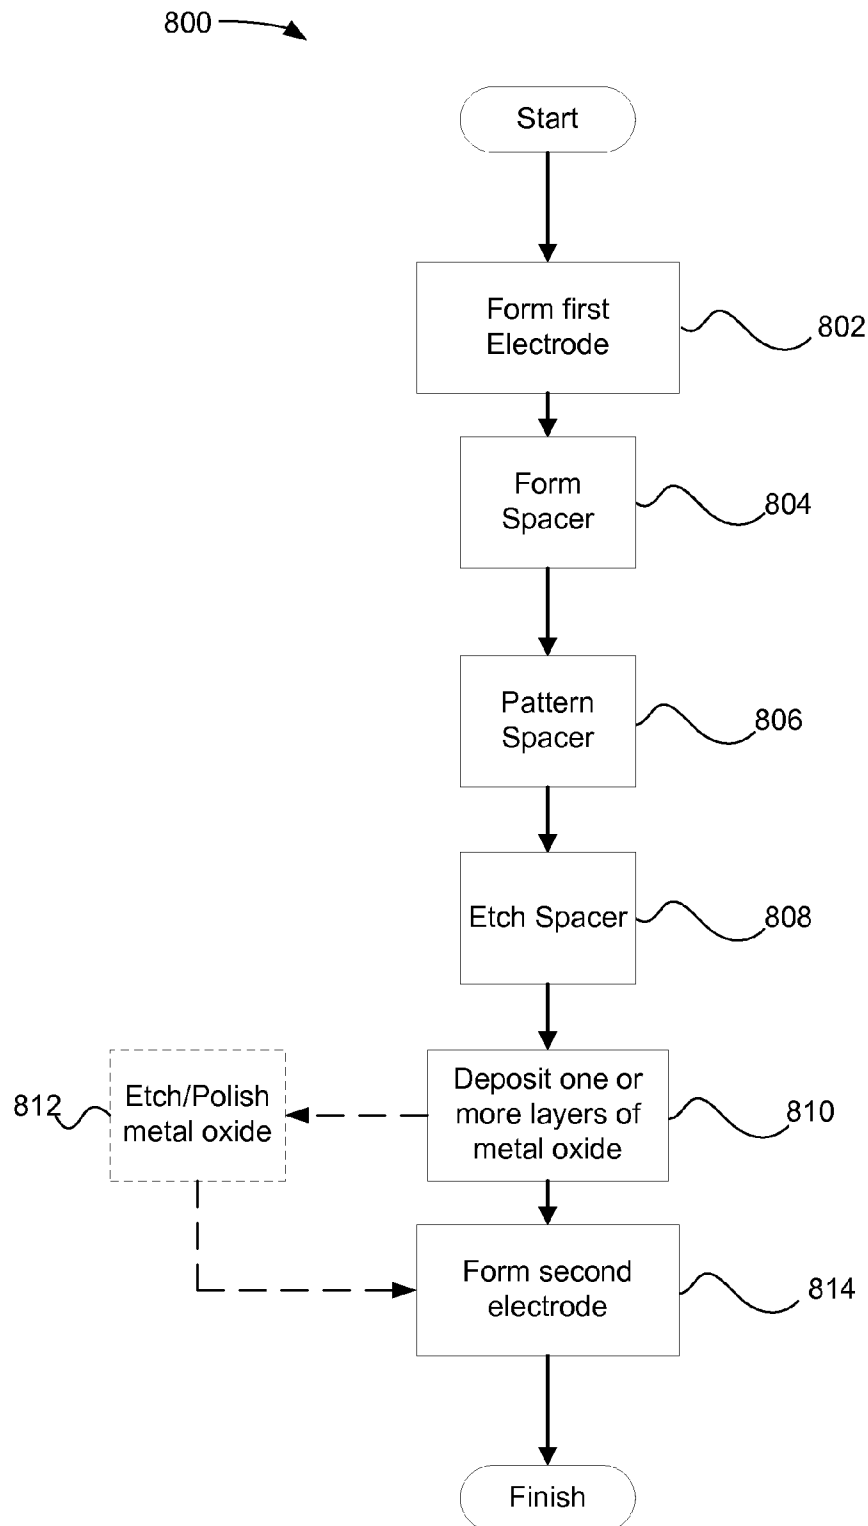 800
Start
Form first
Electrode
802
Form
Spacer
804
Pattern
Spacer
806
Etch Spacer
808
Deposit one or
more layers of
metal oxide
810
Etch/Polish
metal oxide
812
Form second
electrode
814
Finish